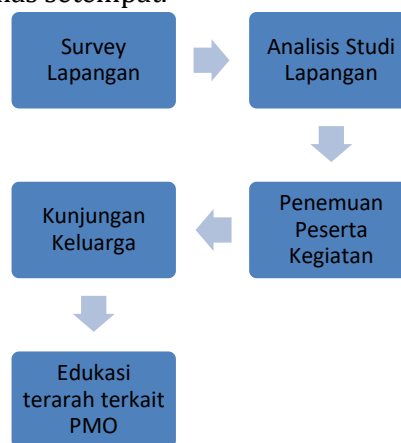 Survey
Lapangan
Analisis Studi
Lapangan
Penemuan
Peserta
Kegiatan
Kunjungan
Keluarga
Edukasi
terarah terkait
PMO